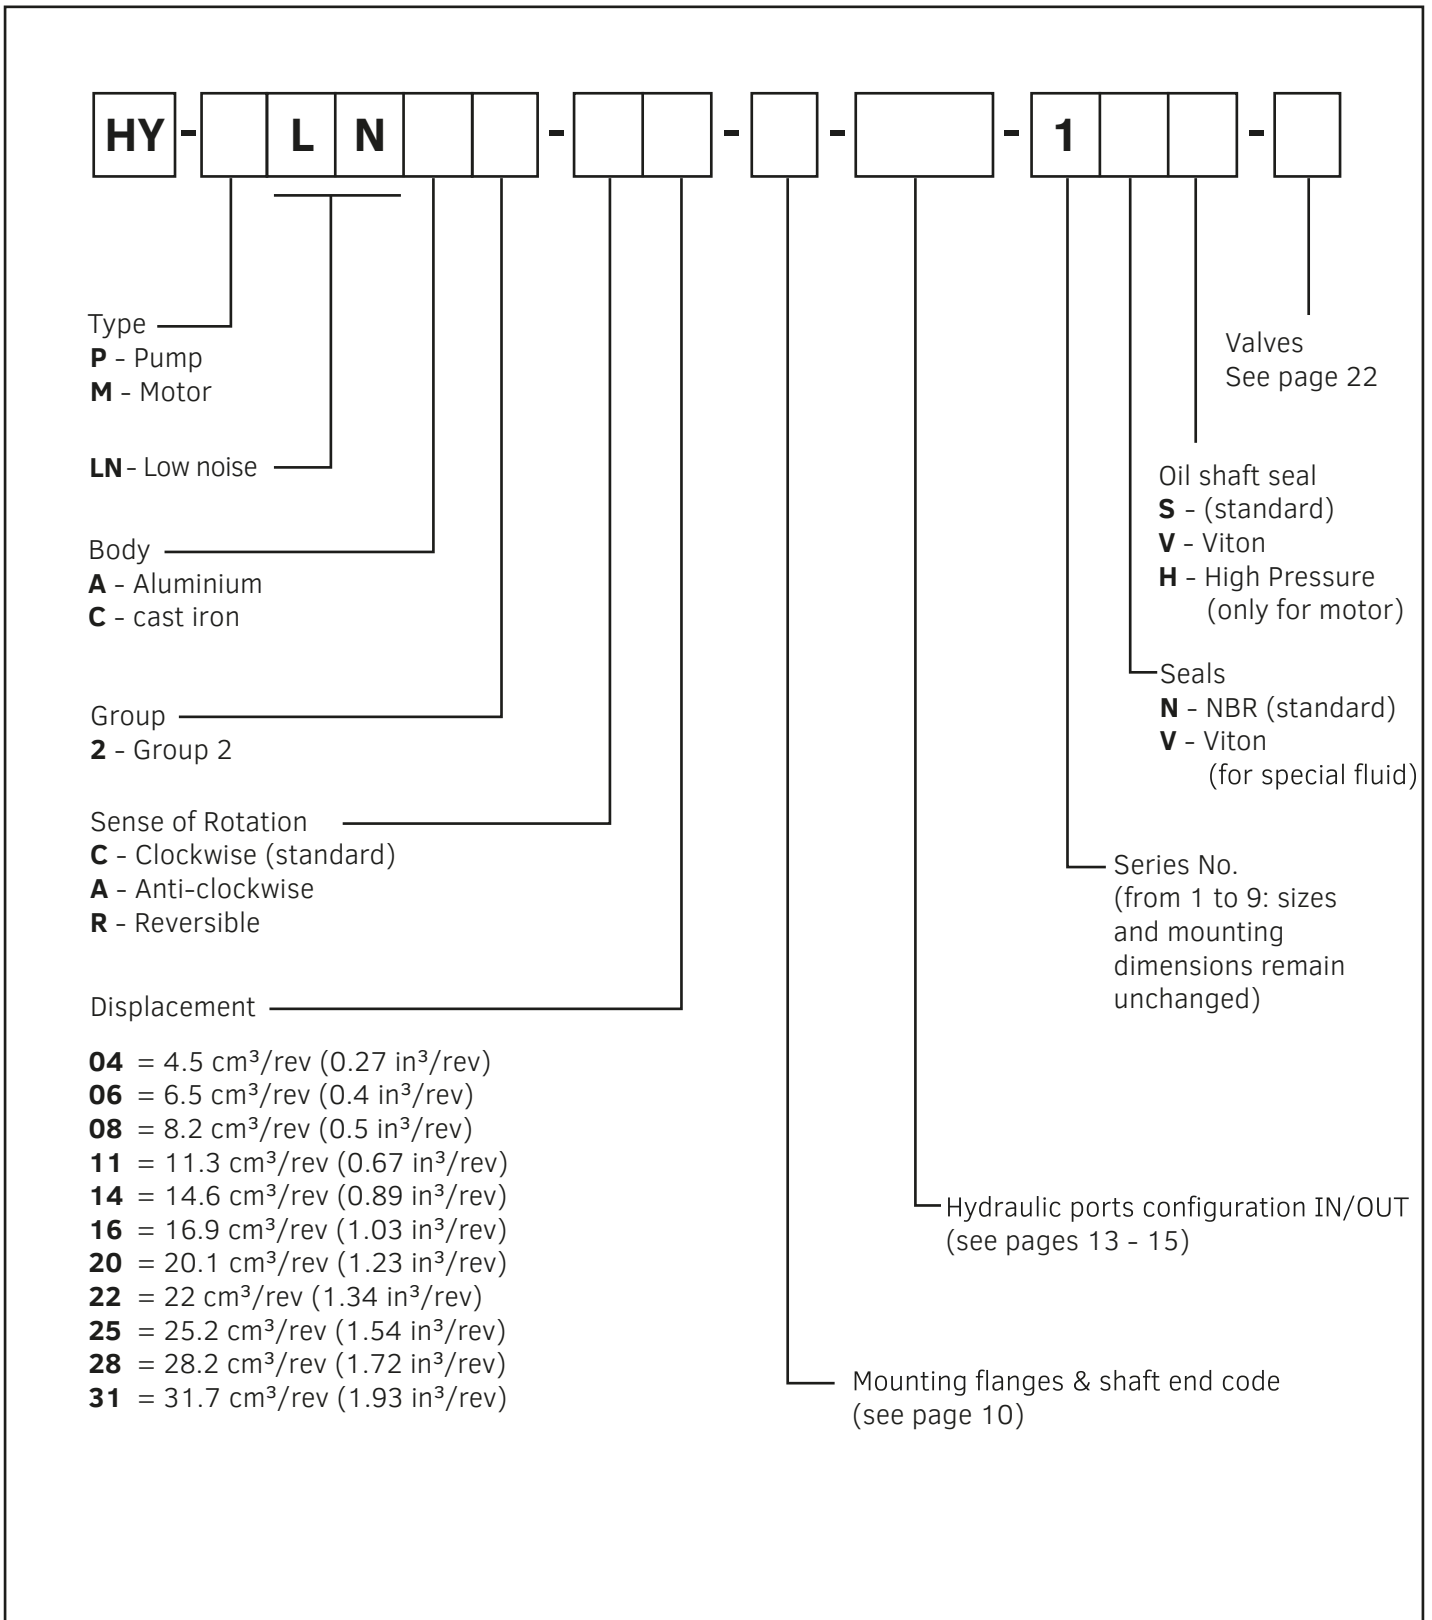 HY - L N - - - - 1 -
Type
P - Pump
M - Motor
LN - Low noise
Body
A - Aluminium
C - cast iron
Group
2 - Group 2
Sense of Rotation
C - Clockwise (standard)
A - Anti-clockwise
R - Reversible
Displacement
04 = 4.5 cm³/rev (0.27 in³/rev)
06 = 6.5 cm³/rev (0.4 in³/rev)
08 = 8.2 cm³/rev (0.5 in³/rev)
11 = 11.3 cm³/rev (0.67 in³/rev)
14 = 14.6 cm³/rev (0.89 in³/rev)
16 = 16.9 cm³/rev (1.03 in³/rev)
20 = 20.1 cm³/rev (1.23 in³/rev)
22 = 22 cm³/rev (1.34 in³/rev)
25 = 25.2 cm³/rev (1.54 in³/rev)
28 = 28.2 cm³/rev (1.72 in³/rev)
31 = 31.7 cm³/rev (1.93 in³/rev)
Valves
See page 22
Oil shaft seal
S - (standard)
V - Viton
H - High Pressure
(only for motor)
Seals
N - NBR (standard)
V - Viton
(for special fluid)
Series No.
(from 1 to 9: sizes
and mounting
dimensions remain
unchanged)
Hydraulic ports configuration IN/OUT
(see pages 13 - 15)
Mounting flanges & shaft end code
(see page 10)